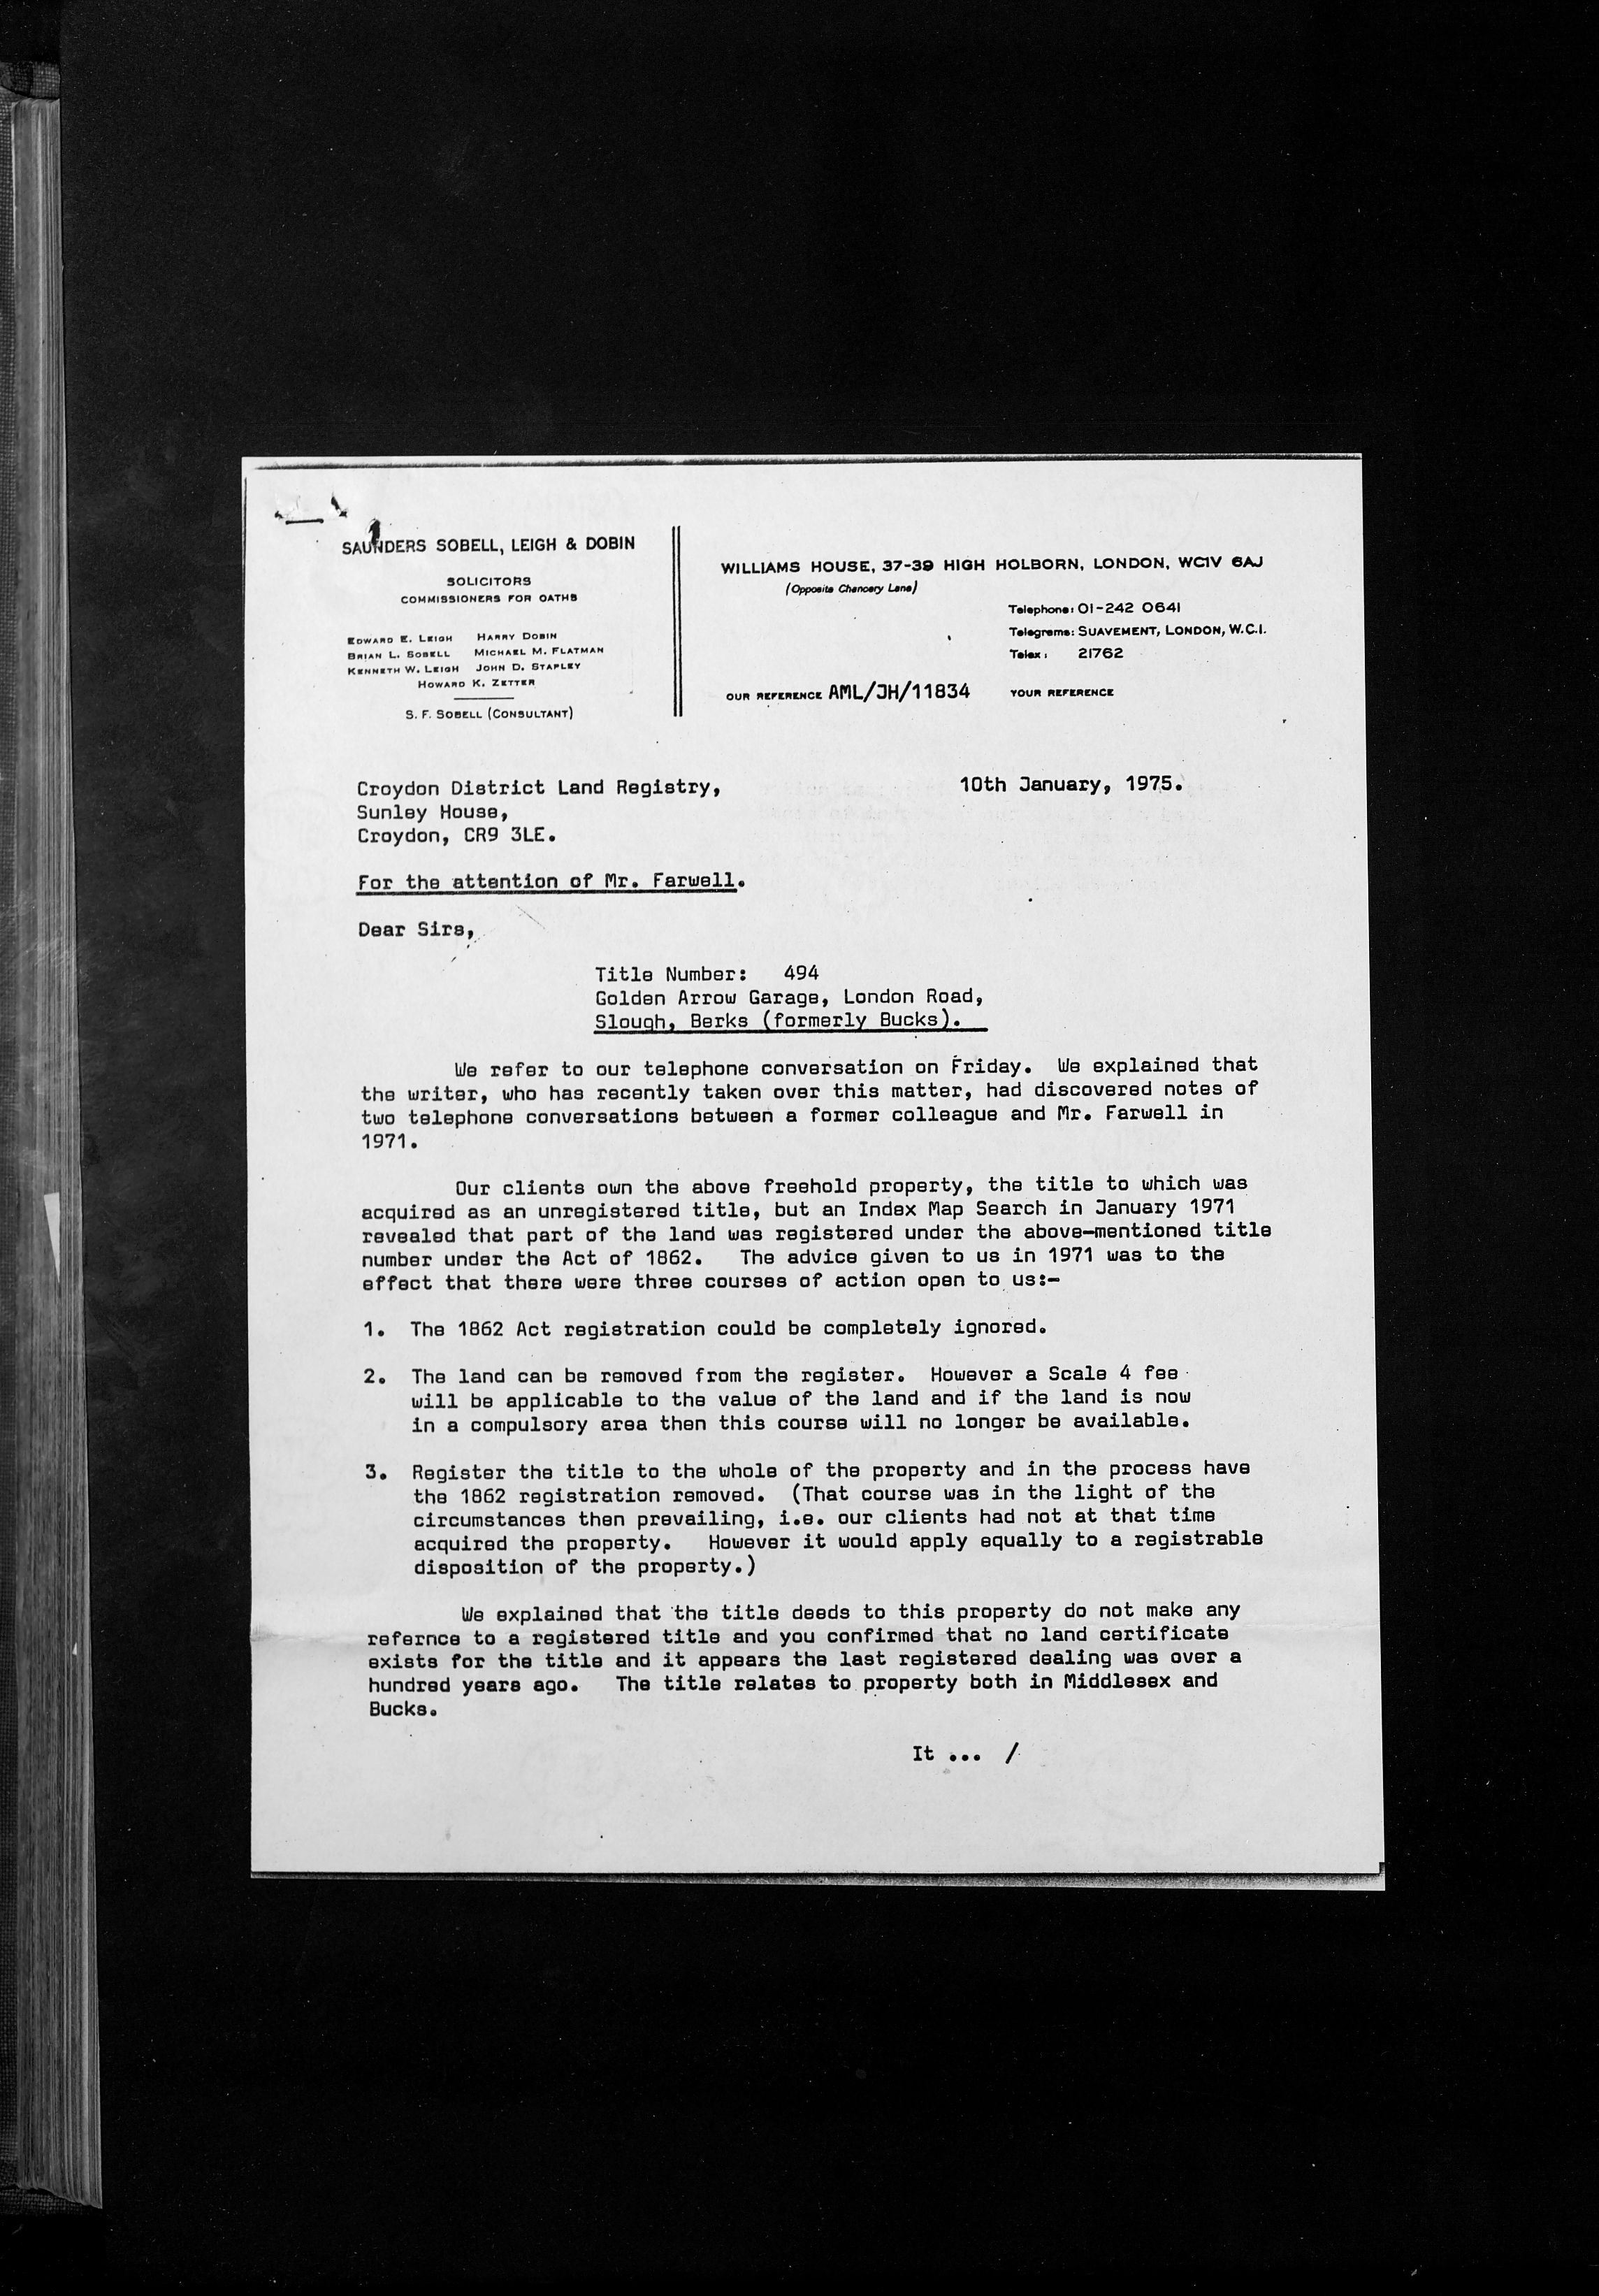 SAUNDERS SOBELL, LEIGH & DOBIN
SOLICITORS
COMMISSIONERS FOR OATHS
EDWARD E. LEIGH HARRY DOBIN
BRIAN L. SOBELL MICHAEL M. FLATMAN
KENNETH W. LEIGH JOHN D. STAPLEY
HOWARD K. ZETTER
S. F. SOBELL (CONSULTANT)
WILLIAMS HOUSE, 37-39 HIGH HOLBORN, LONDON, WC1V 6AJ
(Opposite Chancery Lane)
Telephone: 01-242 0641
Telegrams: SUAVEMENT, LONDON, W.C.1.
Telex: 21762
OUR REFERENCE AML/JH/11834 YOUR REFERENCE
Croydon District Land Registry, 10th January, 1975.
Sunley House,
Croydon, CR9 3LE.
For the attention of Mr. Farwell.
Dear Sirs,
Title Number: 494
Golden Arrow Garage, London Road,
Slough, Berks (formerly Bucks).
We refer to our telephone conversation on Friday. We explained that
the writer, who has recently taken over this matter, had discovered notes of
two telephone conversations between a former colleague and Mr. Farwell in
1971.
Our clients own the above freehold property, the title to which was
acquired as an unregistered title, but an Index Map Search in January 1971
revealed that part of the land was registered under the above-mentioned title
number under the Act of 1862. The advice given to us in 1971 was to the
effect that there were three courses of action open to us:-
1. The 1862 Act registration could be completely ignored.
2. The land can be removed from the register. However a Scale 4 fee
will be applicable to the value of the land and if the land is now
in a compulsory area then this course will no longer be available.
3. Register the title to the whole of the property and in the process have
the 1862 registration removed. (That course was in the light of the
circumstances then prevailing, i.e. our clients had not at that time
acquired the property. However it would apply equally to a registrable
disposition of the property.)
We explained that the title deeds to this property do not make any
refernce to a registered title and you confirmed that no land certificate
exists for the title and it appears the last registered dealing was over a
hundred years ago. The title relates to property both in Middlesex and
Bucks.
It ... /